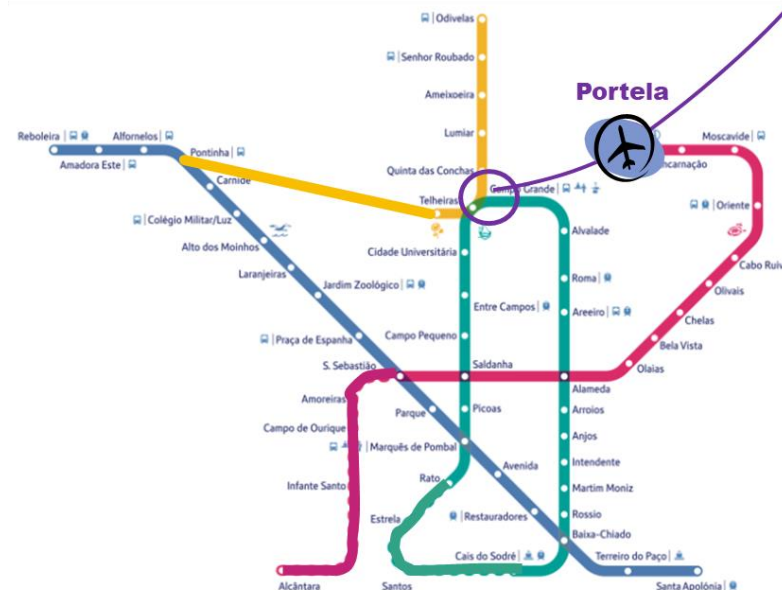 Odivelas
Senhor Roubado
Ameixoeira
Portela
Lumiar
Reboleira
Alfornelos
Pontinha
Moscavide
Amadora Este
Encarnação
Quinta das Conchas
Carnide
Telheiras
Campo Grande
Oriente
Colégio Militar/Luz
Alvalade
Alto dos Moinhos
Cidade Universitária
Cabo Ruiv
Laranjeiras
Roma
Jardim Zoológico
Olivais
Entre Campos
Areeiro
Chelas
Praça de Espanha
Campo Pequeno
Bela Vista
S. Sebastião
Saldanha
Olaias
Alameda
Amoreiras
Parque
Picoas
Arroios
Campo de Ourique
Anjos
Marquês de Pombal
Avenida
Intendente
Rato
Infante Santo
Martim Moniz
Estrela
Restauradores
Rossio
Baixa-Chiado
Cais do Sodré
Terreiro do Paço
Alcântara
Santos
Santa Apolónia